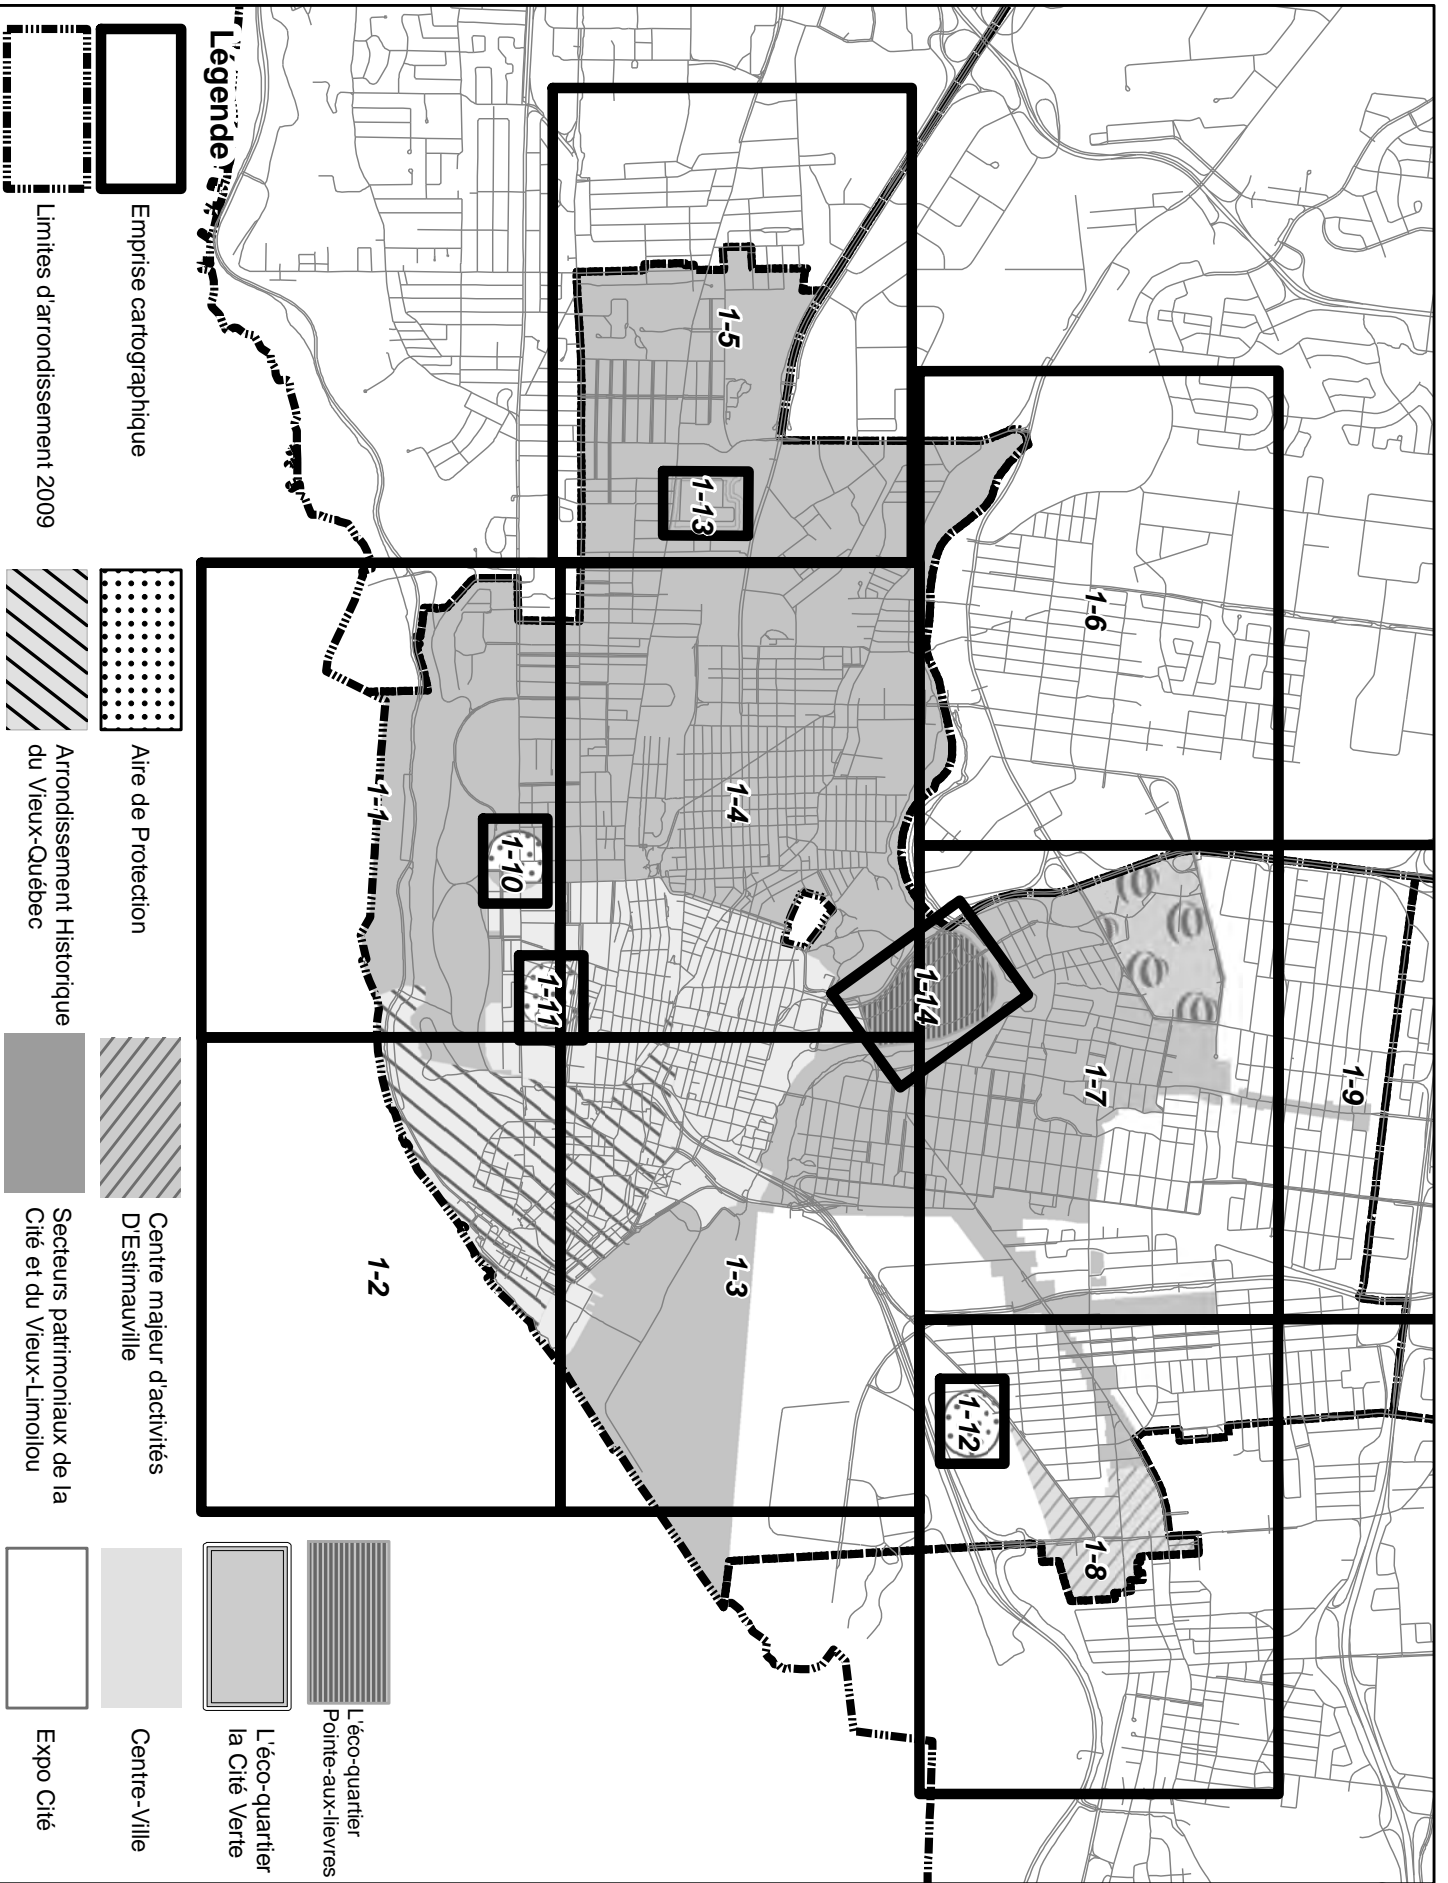 1-9
1-6
1-7
1-8
1-14
1-12
1-5
1-13
1-4
1-3
1-11
1-10
1-1
1-2
Légende
Emprise cartographique
Limites d'arrondissement 2009
Aire de Protection
Arrondissement Historique
du Vieux-Québec
Centre majeur d'activités
D'Estimauville
Secteurs patrimoniaux de la
Cité et du Vieux-Limoilou
L'éco-quartier
Pointe-aux-lievres
L'éco-quartier
la Cité Verte
Centre-Ville
Expo Cité